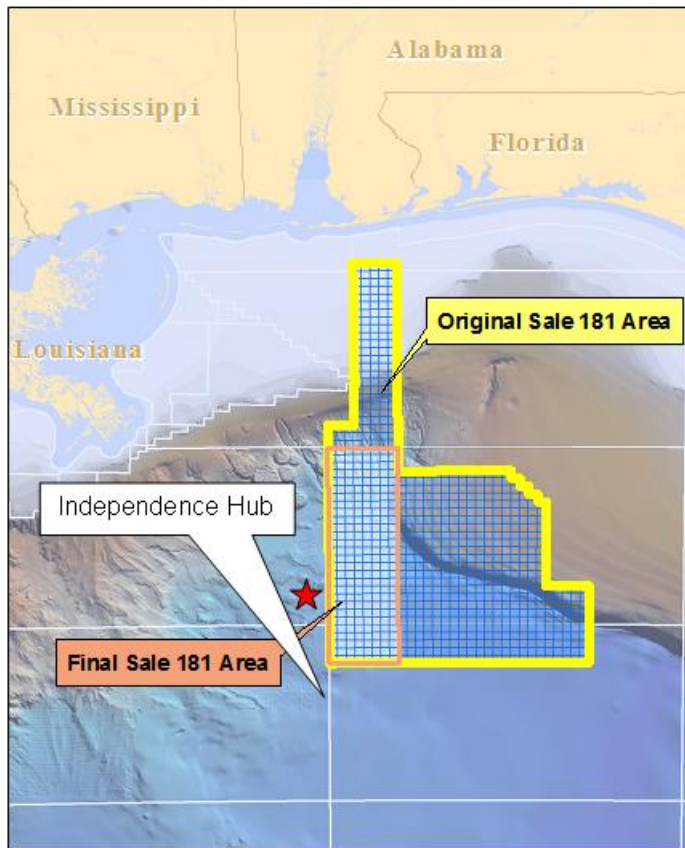 Alabama
Mississippi
Florida
Original Sale 181 Area
Louisiana
Independence Hub
Final Sale 181 Area